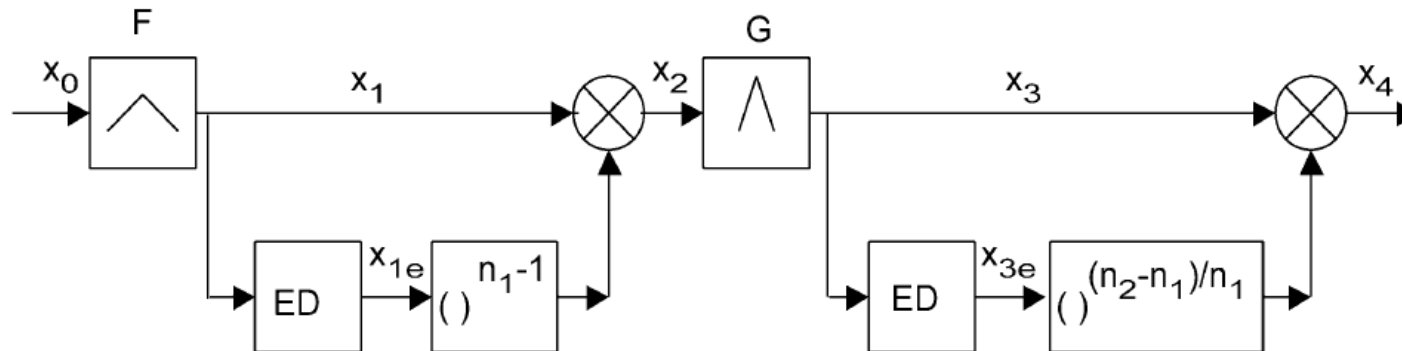 F
G
x0
x1
x2
x3
x4
ED
x1e
( )n1-1
ED
x3e
( )(n2-n1)/n1